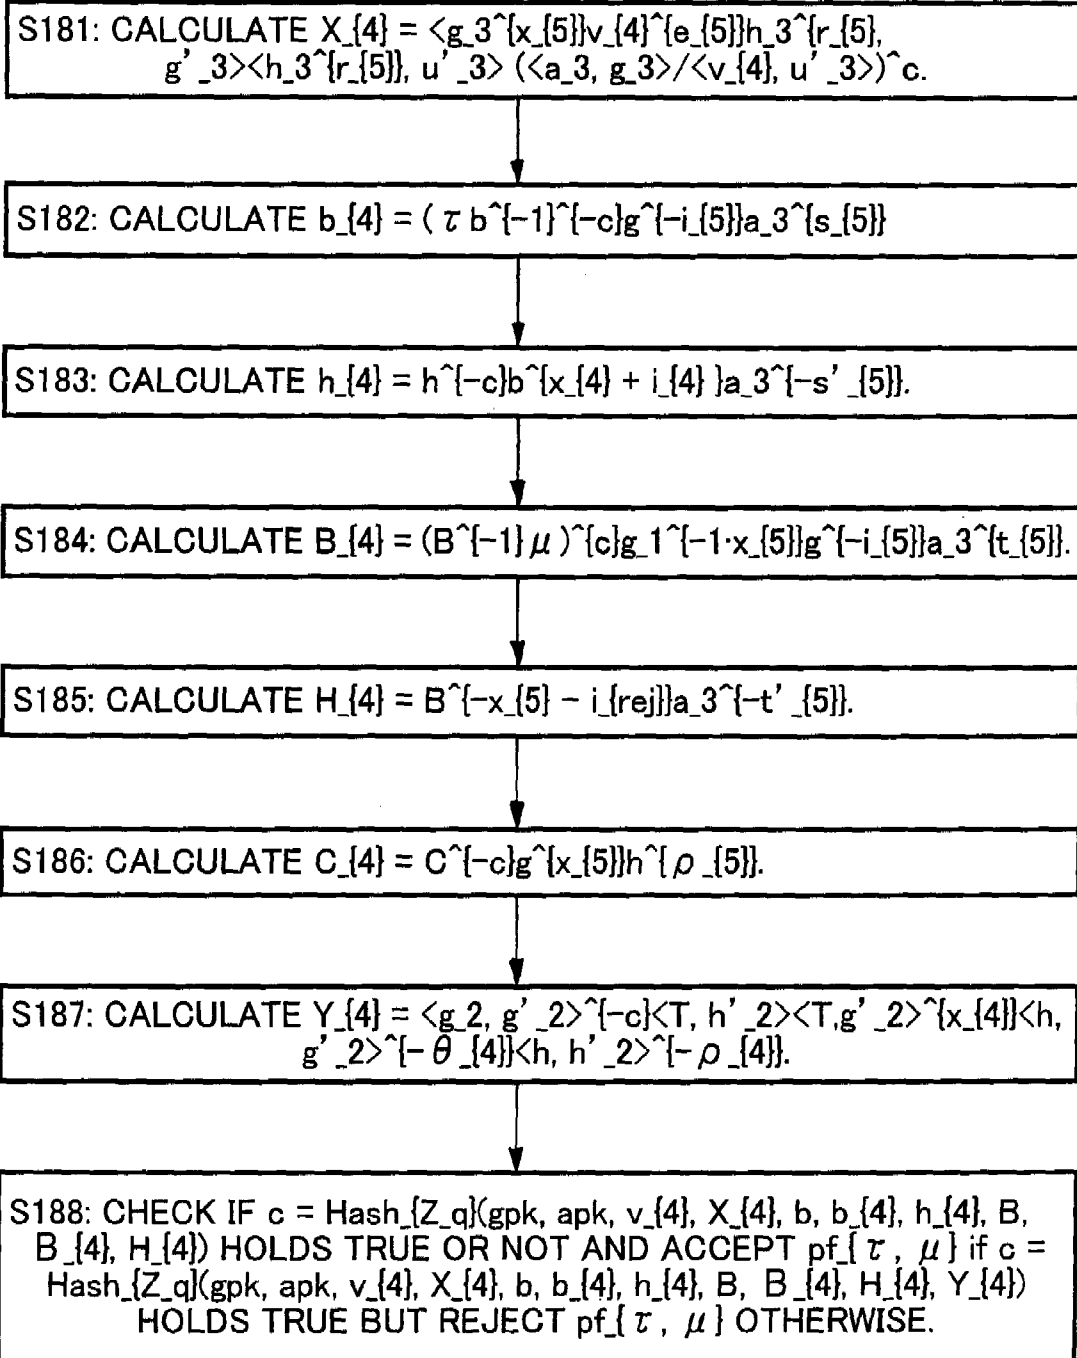 S181: CALCULATE X_{4} = <g_3^{x_{5}}v_{4}^{e_{5}}h_3^{r_{5},
g'_3><h_3^{r_{5}}, u'_3> (<a_3, g_3>/<v_{4}, u'_3>)^c.
S182: CALCULATE b_{4} = (τb^{-1}^{-c}g^{-i_{5}}a_3^{s_{5}}
S183: CALCULATE h_{4} = h^{-c}b^{x_{4} + i_{4} }a_3^{-s'_{5}}.
S184: CALCULATE B_{4} = (B^{-1}μ)^{c}g_1^{-1·x_{5}}g^{-i_{5}}a_3^{t_{5}}.
S185: CALCULATE H_{4} = B^{-x_{5} - i_{rej}}a_3^{-t'_{5}}.
S186: CALCULATE C_{4} = C^{-c}g^{x_{5}}h^{ρ_{5}}.
S187: CALCULATE Y_{4} = <g_2, g'_2>^{-c}<T, h'_2><T,g'_2>^{x_{4}}<h,
g'_2>^{-θ_{4}}<h, h'_2>^{-ρ_{4}}.
S188: CHECK IF c = Hash_{Z_q}(gpk, apk, v_{4}, X_{4}, b, b_{4}, h_{4}, B,
B_{4}, H_{4}) HOLDS TRUE OR NOT AND ACCEPT pf_{τ, μ} if c =
Hash_{Z_q}(gpk, apk, v_{4}, X_{4}, b, b_{4}, h_{4}, B, B_{4}, H_{4}, Y_{4})
HOLDS TRUE BUT REJECT pf_{τ, μ} OTHERWISE.